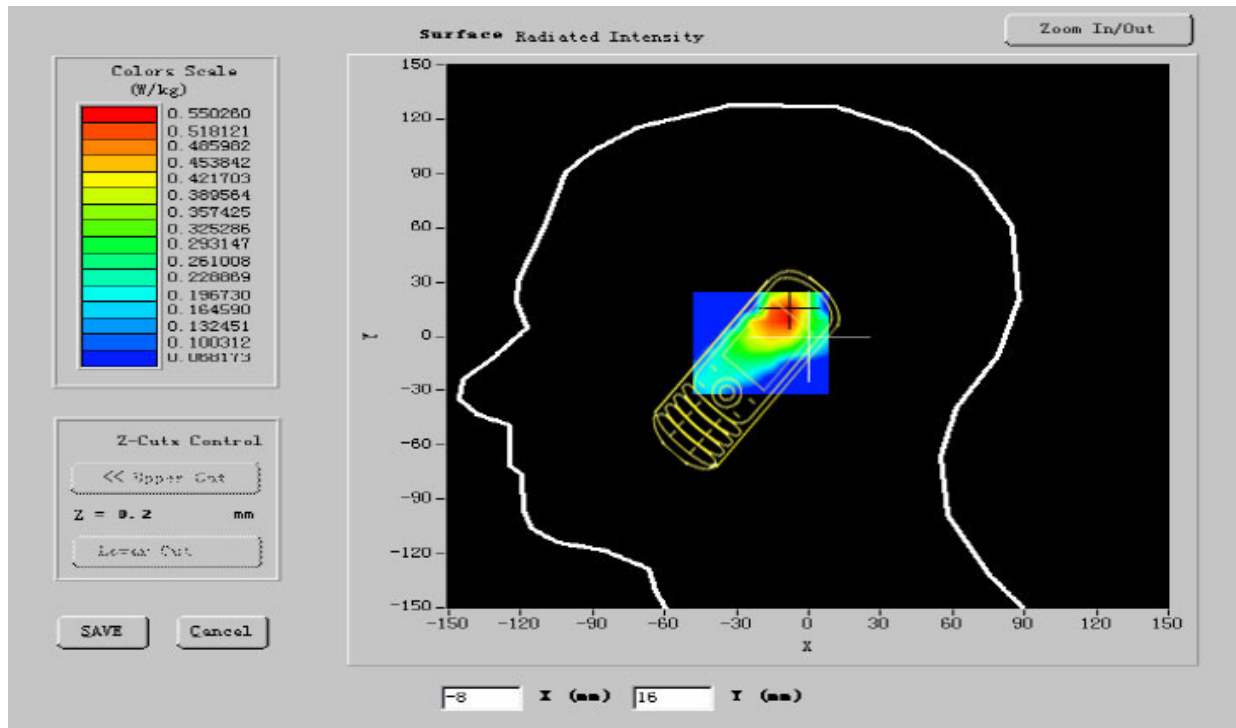 Surface Radiated Intensity
Zoom In/Out
Colors Scale
(W/kg)
0.550260
0.518121
0.485982
0.453842
0.421703
0.389564
0.357425
0.325286
0.293147
0.261008
0.228869
0.196730
0.164590
0.132451
0.100312
0.068173
Z-Cuts Control
<< Upper Cut
Z = 0.2 mm
Lower Cut
SAVE
Cancel
150
120
90
60
30
0
-30
-60
-90
-120
-150
Y
-150 -120 -90 -60 -30 0 30 60 90 120 150
X
-8 X (mm) 16 Y (mm)